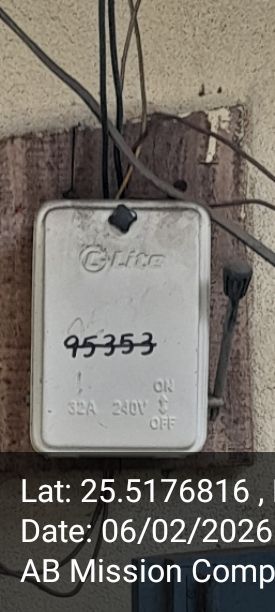 G-Lite
95353
32A 240V
ON
OFF
Lat: 25.5176816 ,
Date: 06/02/2026
AB Mission Comp